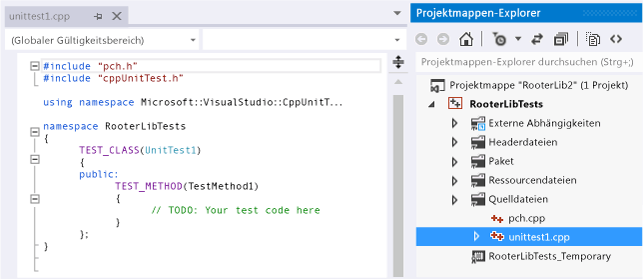 unittest1.cpp
(Globaler Gültigkeitsbereich)
#include "pch.h"
#include "cppUnitTest.h"
using namespace Microsoft::VisualStudio::CppUnitT...
namespace RooterLibTests
{
TEST_CLASS(UnitTest1)
{
public:
TEST_METHOD(TestMethod1)
{
// TODO: Your test code here
}
};
}
Projektmappen-Explorer
Projektmappen-Explorer durchsuchen (Strg+;)
Projektmappe "RooterLib2" (1 Projekt)
RooterLibTests
Externe Abhängigkeiten
Headerdateien
Paket
Ressourcendateien
Quelldateien
pch.cpp
unittest1.cpp
RooterLibTests_Temporary